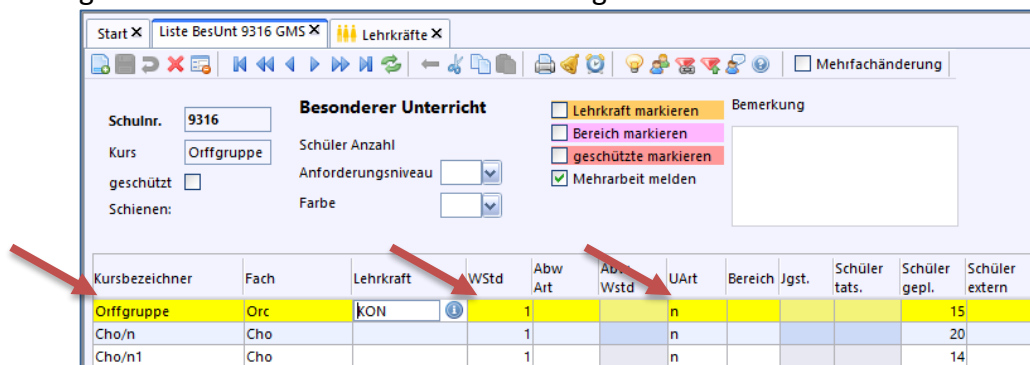 Start Liste BesUnt 9316 GMS Lehrkräfte
Mehrfachänderung
Schulnr. 9316 Besonderer Unterricht Lehrkraft markieren Bemerkung
Bereich markieren
Kurs Orffgruppe Schüler Anzahl geschützte markieren
geschützt Anforderungsniveau Mehrarbeit melden
Schienen: Farbe
Kursbezeichner Fach Lehrkraft WStd Abw Art Wstd UArt Bereich Jgst. Schüler tats. Schüler gepl. Schüler extern
Orffgruppe Orc KON 1 n 15
Cho/n Cho 1 n 20
Cho/n1 Cho 1 n 14